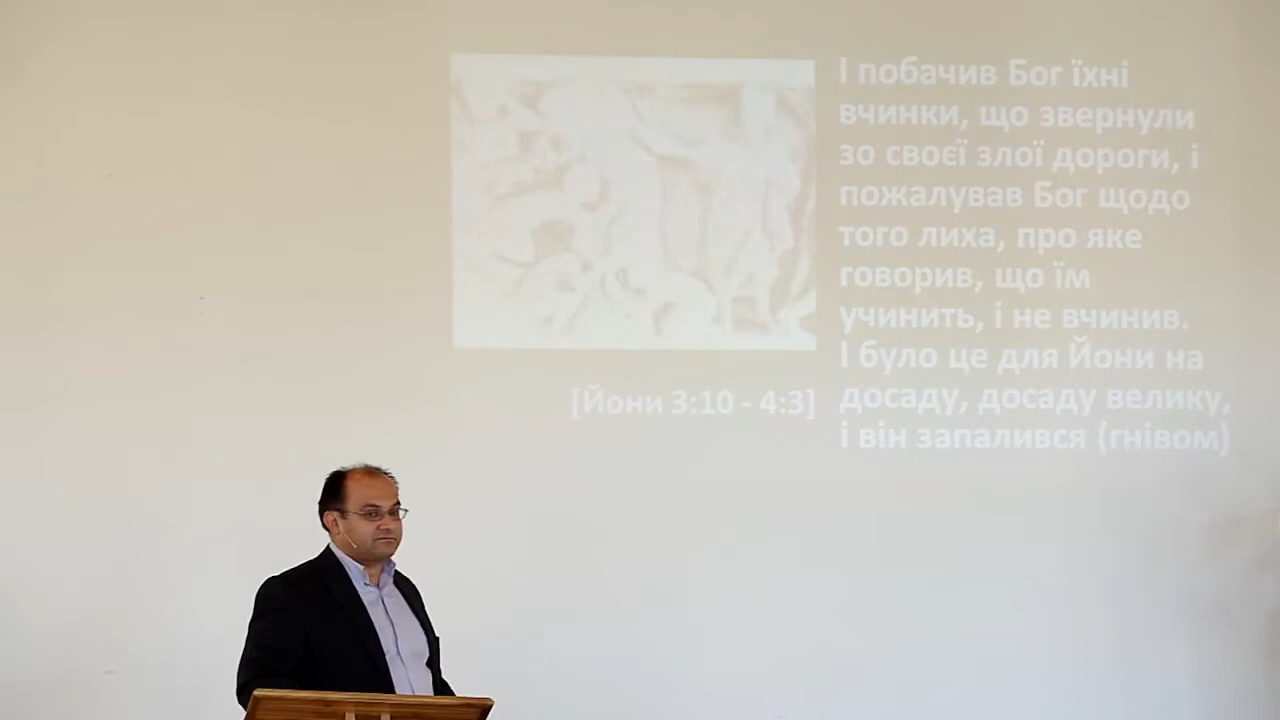 І побачив Бог їхні
вчинки, що звернули
зо своєї злої дороги, і
пожалував Бог щодо
того лиха, про яке
говорив, що їм
учинить, і не вчинив.
І було це для Йони на
досаду, досаду велику,
і він запалився (гнівом)
[Йони 3:10 - 4:3]